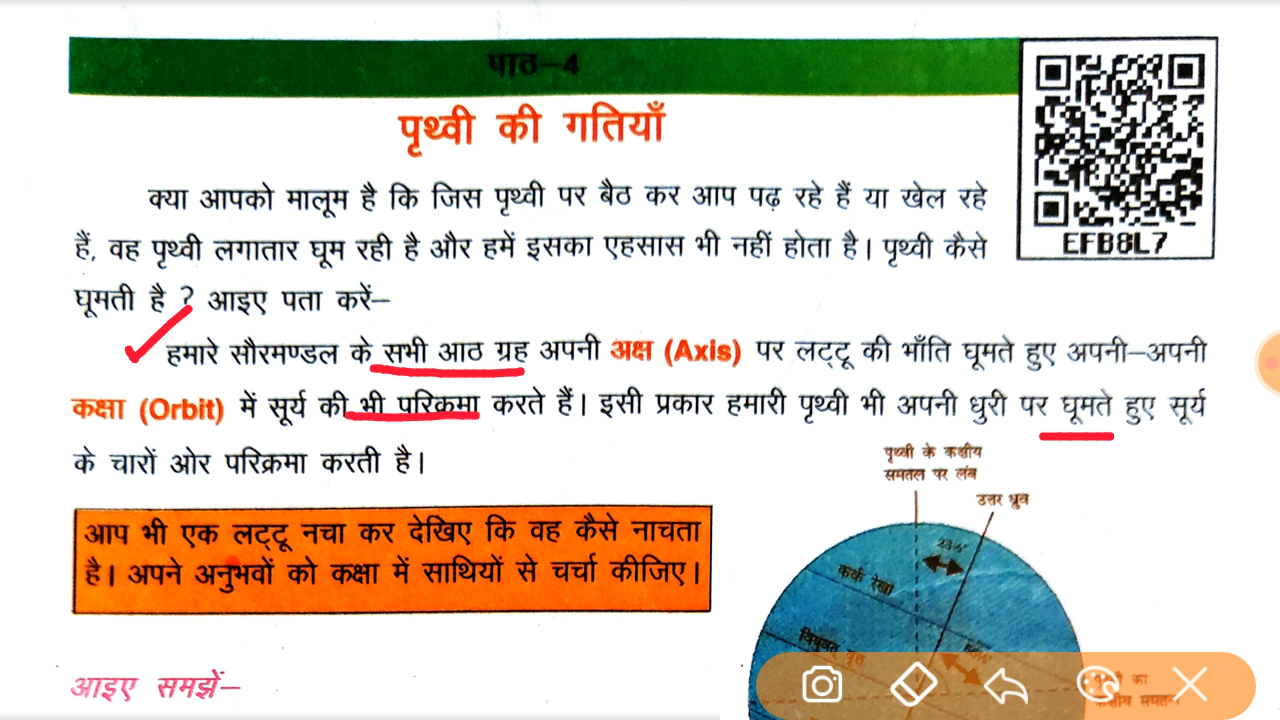 पाठ–4
पृथ्वी की गतियाँ
क्या आपको मालूम है कि जिस पृथ्वी पर बैठ कर आप पढ़ रहे हैं या खेल रहे
हैं, वह पृथ्वी लगातार घूम रही है और हमें इसका एहसास भी नहीं होता है। पृथ्वी कैसे
घूमती है ? आइए पता करें–
EFB8L7
हमारे सौरमण्डल के सभी आठ ग्रह अपनी अक्ष (Axis) पर लट्टू की भाँति घूमते हुए अपनी–अपनी
कक्षा (Orbit) में सूर्य की भी परिक्रमा करते हैं। इसी प्रकार हमारी पृथ्वी भी अपनी धुरी पर घूमते हुए सूर्य
के चारों ओर परिक्रमा करती है।
आप भी एक लट्टू नचा कर देखिए कि वह कैसे नाचता
है। अपने अनुभवों को कक्षा में साथियों से चर्चा कीजिए।
आइए समझें–
पृथ्वी के कक्षीय
समतल पर लंब
उत्तर ध्रुव
23½°
कर्क रेखा
विषुवत् वृत्त